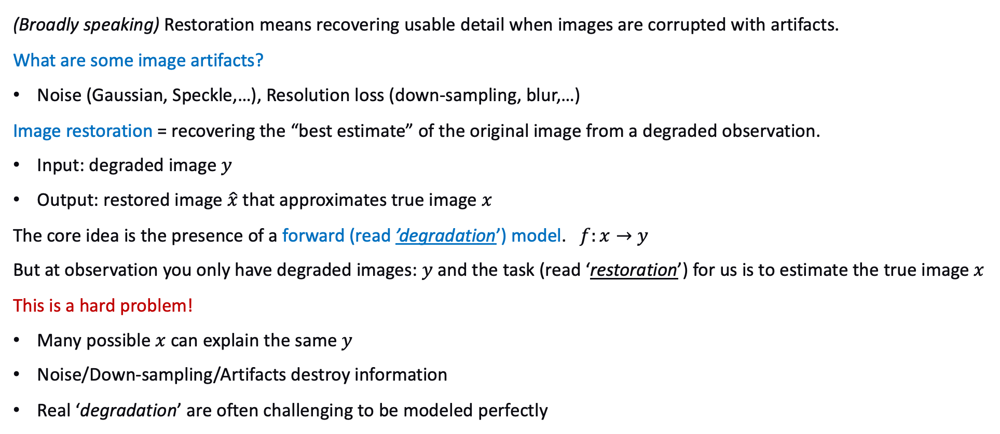 (Broadly speaking) Restoration means recovering usable detail when images are corrupted with artifacts.
What are some image artifacts?
• Noise (Gaussian, Speckle,...), Resolution loss (down-sampling, blur,...)
Image restoration = recovering the “best estimate” of the original image from a degraded observation.
• Input: degraded image y
• Output: restored image x̂ that approximates true image x
The core idea is the presence of a forward (read ’degradation’) model. f: x → y
But at observation you only have degraded images: y and the task (read ‘restoration’) for us is to estimate the true image x
This is a hard problem!
• Many possible x can explain the same y
• Noise/Down-sampling/Artifacts destroy information
• Real ‘degradation’ are often challenging to be modeled perfectly